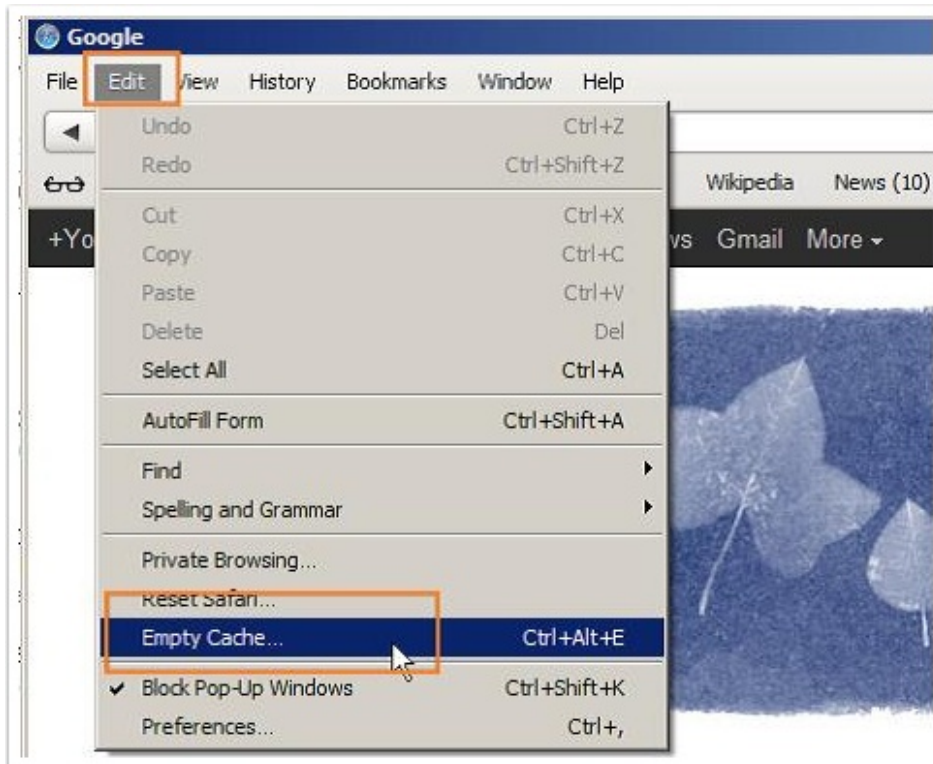 Google
File Edit View History Bookmarks Window Help
Undo Ctrl+Z
Redo Ctrl+Shift+Z
Wikipedia News (10)
Cut Ctrl+X
+Yo Gmail More
Copy Ctrl+C
Paste Ctrl+V
Delete Del
Select All Ctrl+A
AutoFill Form Ctrl+Shift+A
Find
Spelling and Grammar
Private Browsing...
Reset Safari...
Empty Cache... Ctrl+Alt+E
Block Pop-Up Windows Ctrl+Shift+K
Preferences... Ctrl+,